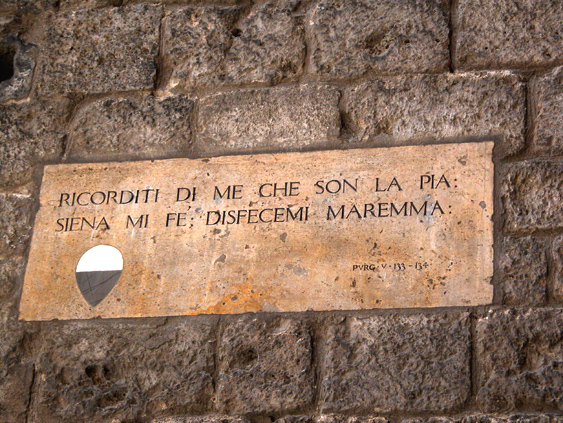 RICORDITI DI ME CHE SON LA PIA:
SIENA MI FE: DISFECEMI MAREMMA:
PVRG · V · 133 - 134